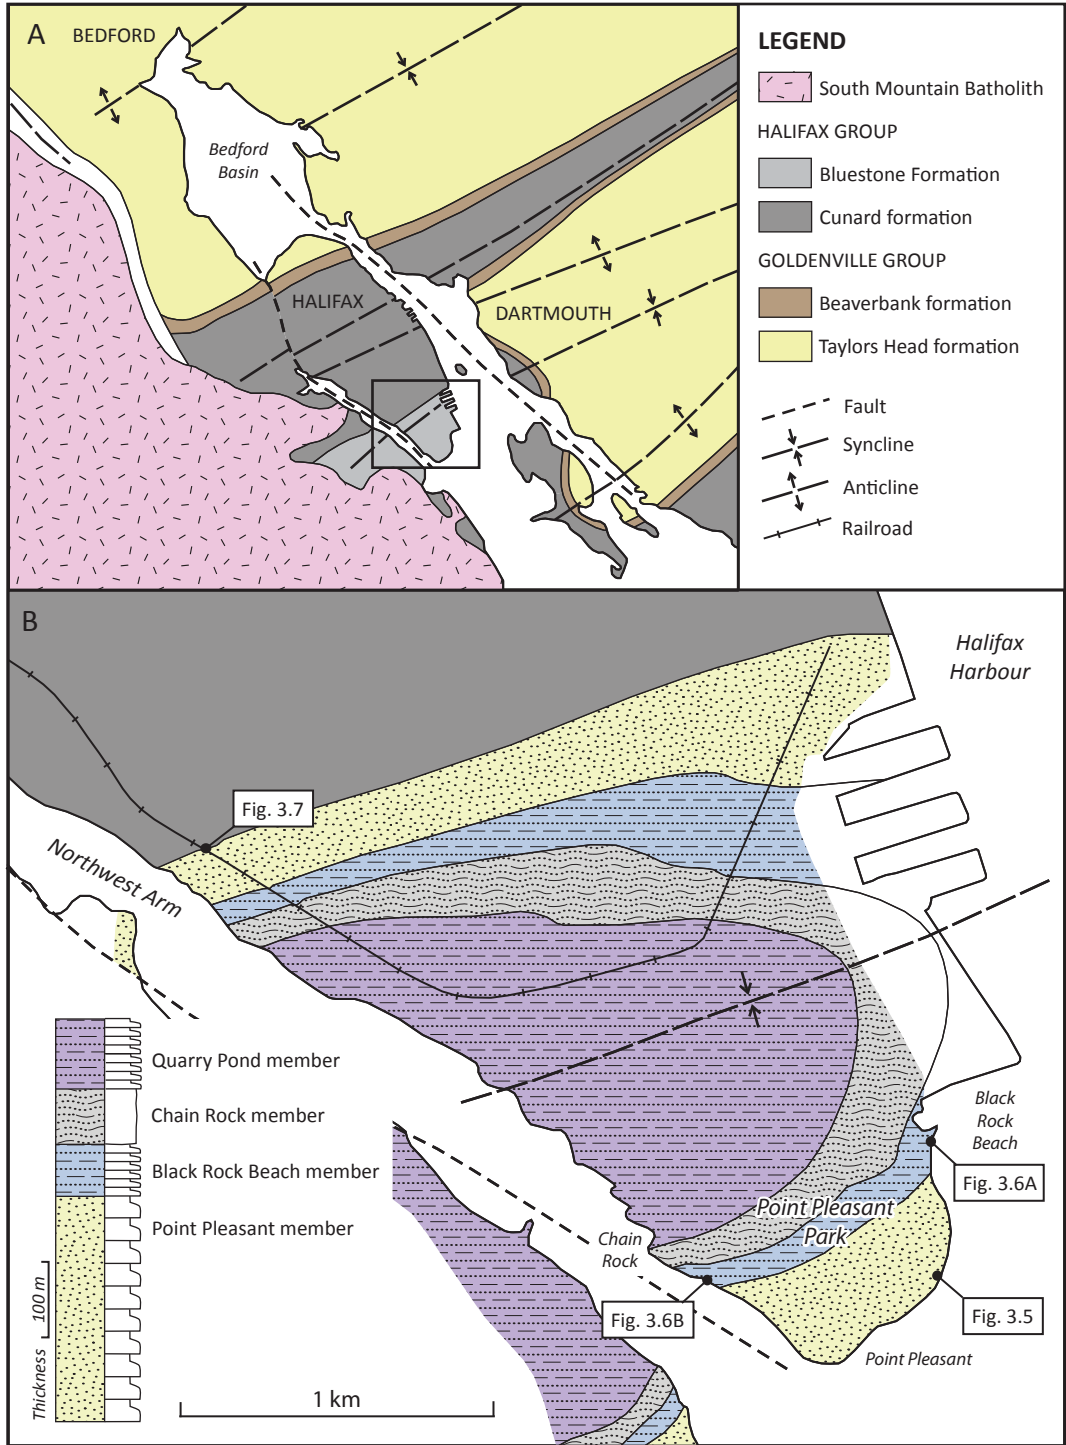 A
BEDFORD
Bedford
Basin
HALIFAX
DARTMOUTH
LEGEND
South Mountain Batholith
HALIFAX GROUP
Bluestone Formation
Cunard formation
GOLDENVILLE GROUP
Beaverbank formation
Taylors Head formation
Fault
Syncline
Anticline
Railroad
B
Halifax
Harbour
Fig. 3.7
Northwest Arm
Quarry Pond member
Chain Rock member
Black Rock Beach member
Point Pleasant member
Thickness
100 m
1 km
Black
Rock
Beach
Fig. 3.6A
Point Pleasant
Park
Chain
Rock
Fig. 3.6B
Fig. 3.5
Point Pleasant